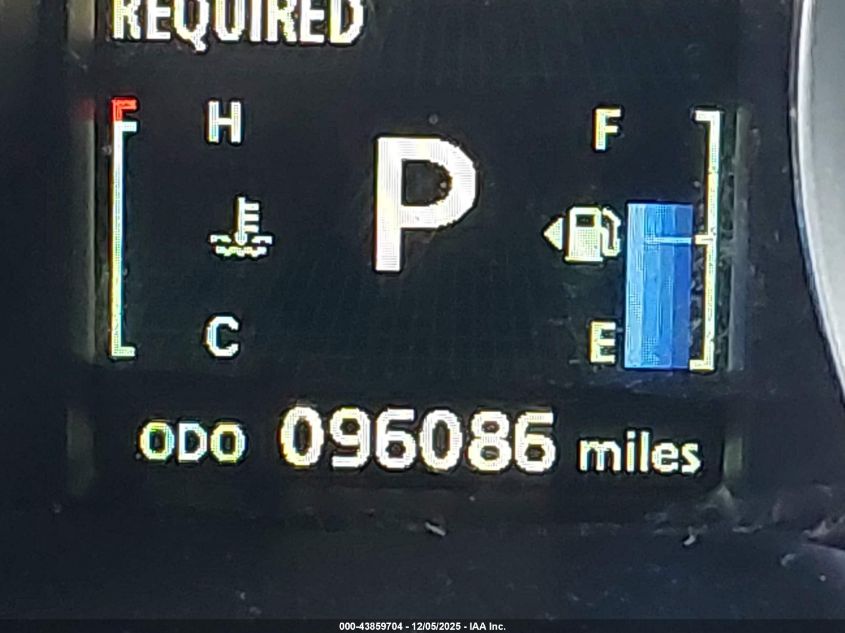 REQUIRED
H
F
P
C
E
ODO 096086 miles
000-43859704 - 12/05/2025 - IAA Inc.